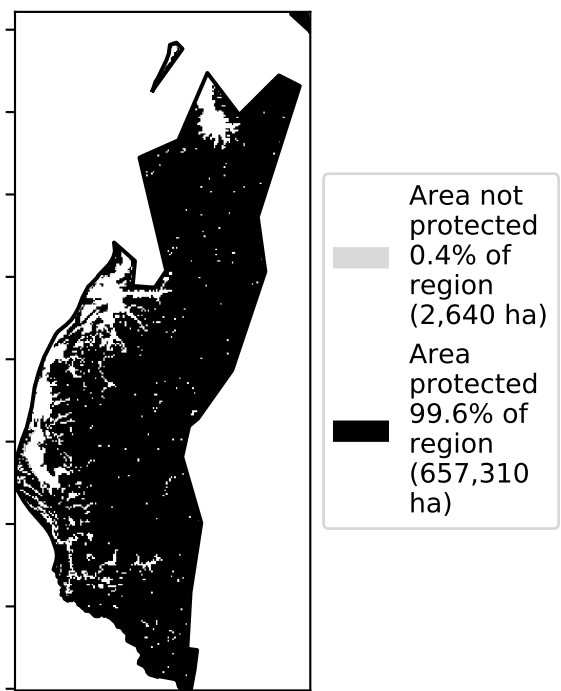 Area not
protected
0.4% of
region
(2,640 ha)
Area
protected
99.6% of
region
(657,310
ha)